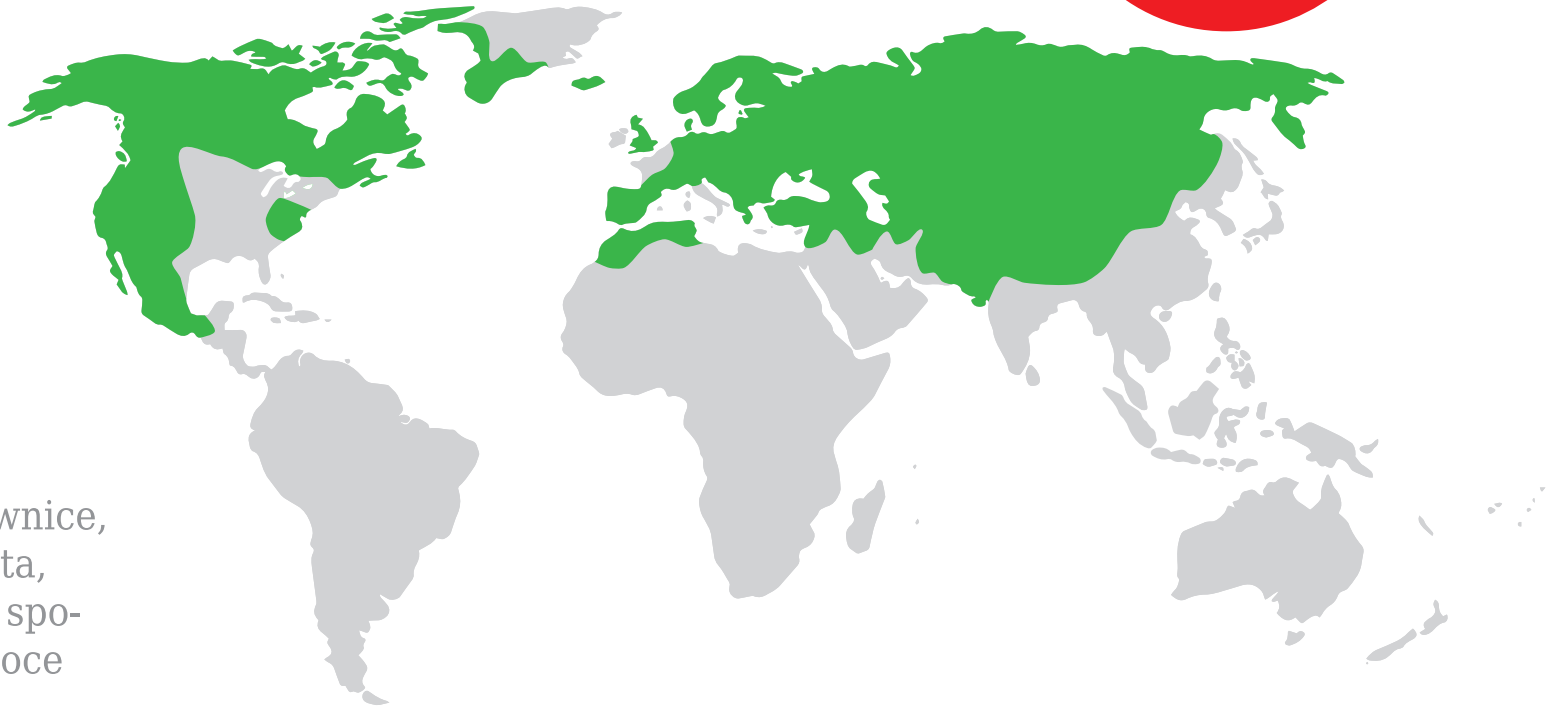 wnice,
ta,
spo-
oce